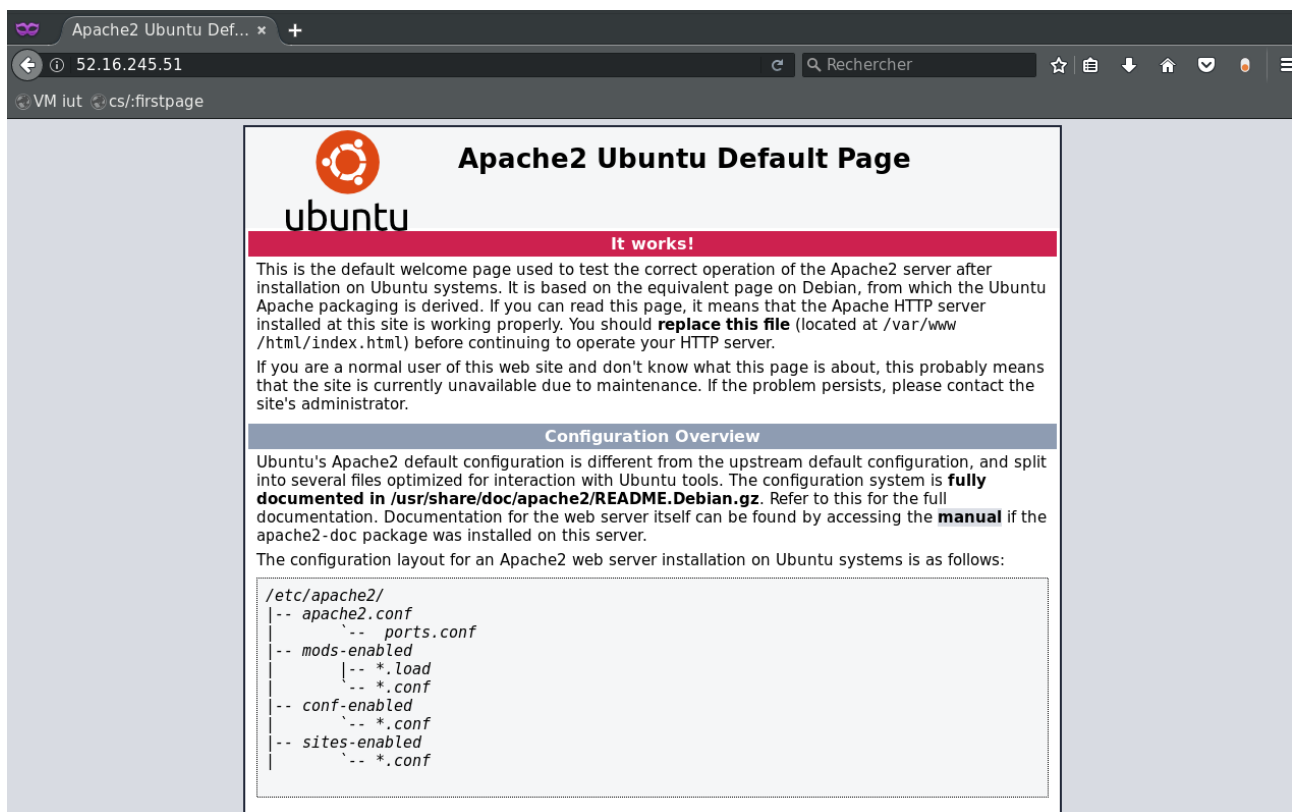 Apache2 Ubuntu Def... × +
52.16.245.51
Rechercher
VM iut cs/:firstpage
ubuntu
Apache2 Ubuntu Default Page
It works!
This is the default welcome page used to test the correct operation of the Apache2 server after
installation on Ubuntu systems. It is based on the equivalent page on Debian, from which the Ubuntu
Apache packaging is derived. If you can read this page, it means that the Apache HTTP server
installed at this site is working properly. You should replace this file (located at /var/www
/html/index.html) before continuing to operate your HTTP server.
If you are a normal user of this web site and don't know what this page is about, this probably means
that the site is currently unavailable due to maintenance. If the problem persists, please contact the
site's administrator.
Configuration Overview
Ubuntu's Apache2 default configuration is different from the upstream default configuration, and split
into several files optimized for interaction with Ubuntu tools. The configuration system is fully
documented in /usr/share/doc/apache2/README.Debian.gz. Refer to this for the full
documentation. Documentation for the web server itself can be found by accessing the manual if the
apache2-doc package was installed on this server.
The configuration layout for an Apache2 web server installation on Ubuntu systems is as follows:
/etc/apache2/
|-- apache2.conf
|       `--  ports.conf
|-- mods-enabled
|       |-- *.load
|       `-- *.conf
|-- conf-enabled
|       `-- *.conf
|-- sites-enabled
|       `-- *.conf